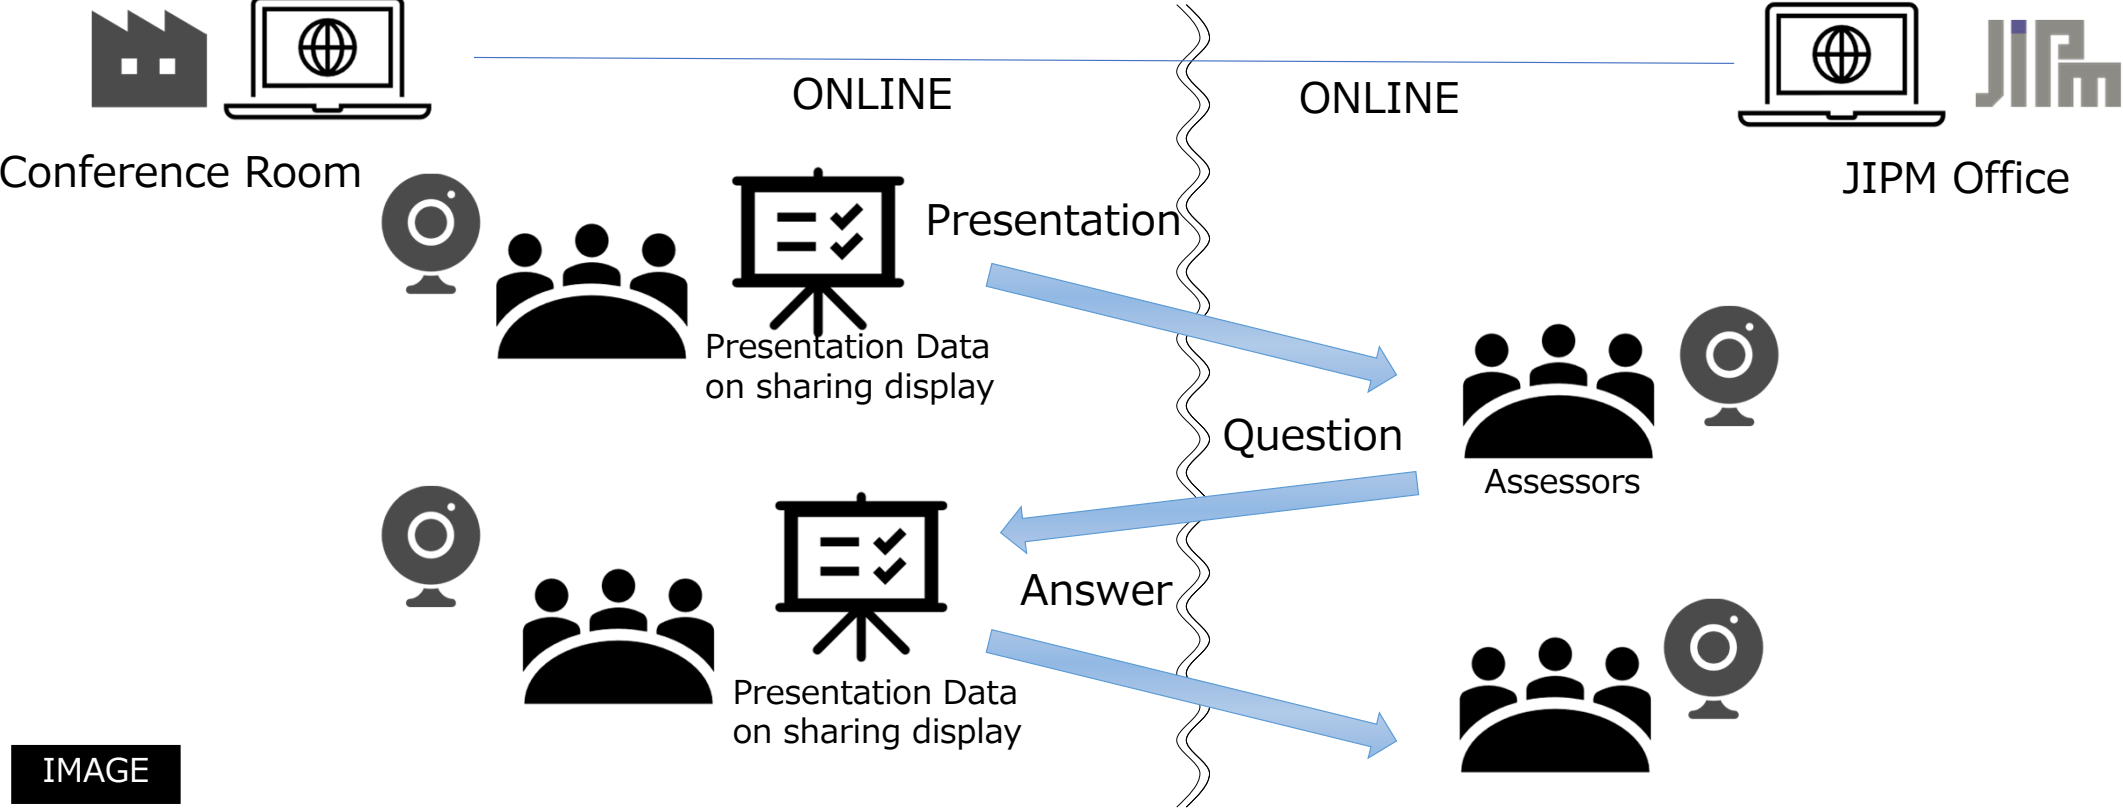 ONLINE
ONLINE
JIPM
Conference Room
JIPM Office
Presentation
Presentation Data
on sharing display
Question
Assessors
Answer
Presentation Data
on sharing display
IMAGE